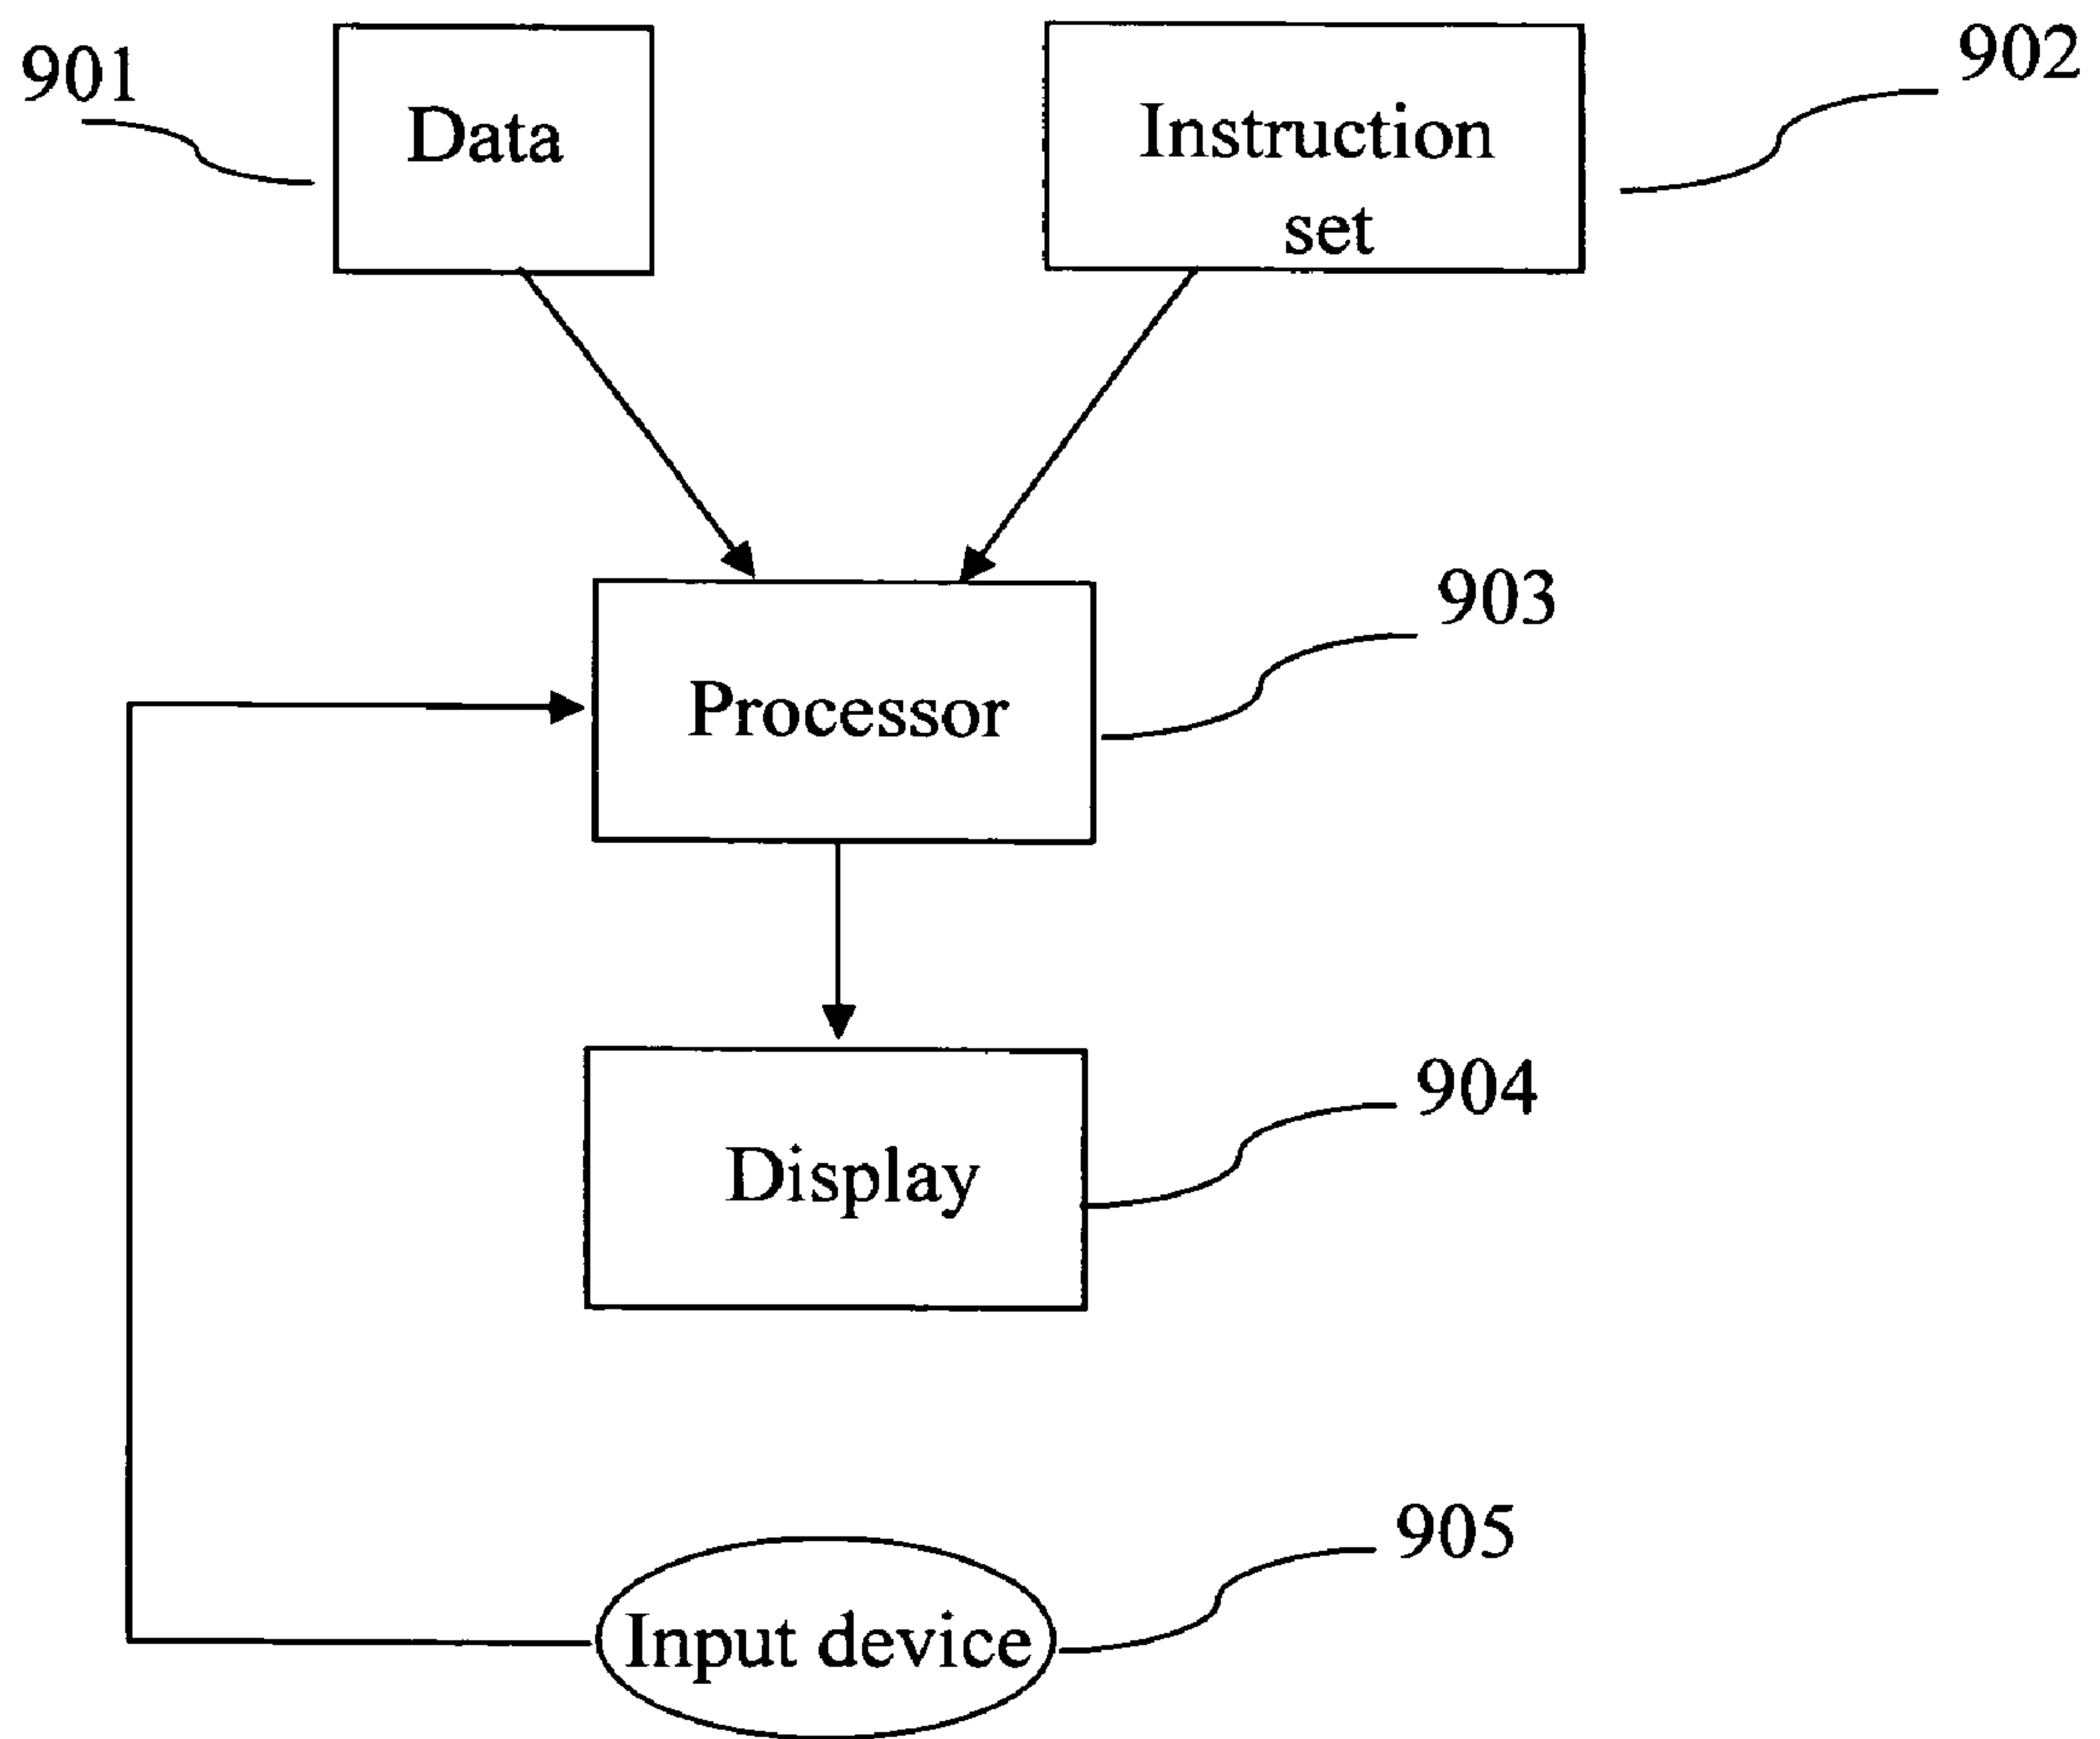 901
Data
Instruction
set
902
Processor
903
Display
904
Input device
905